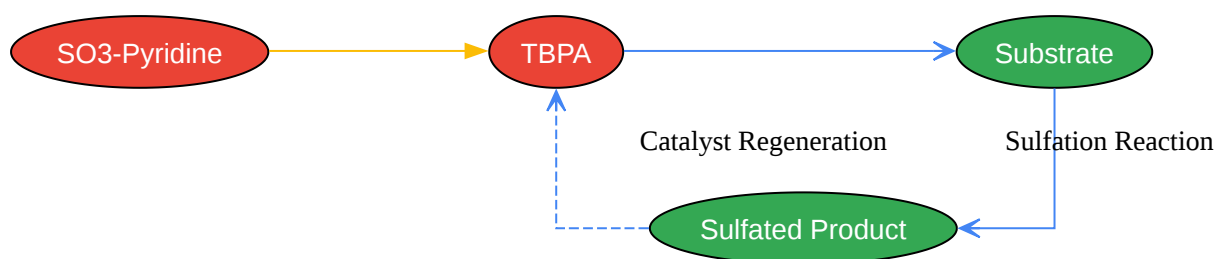 SO3-Pyridine
TBPA
Substrate
Catalyst Regeneration
Sulfation Reaction
Sulfated Product